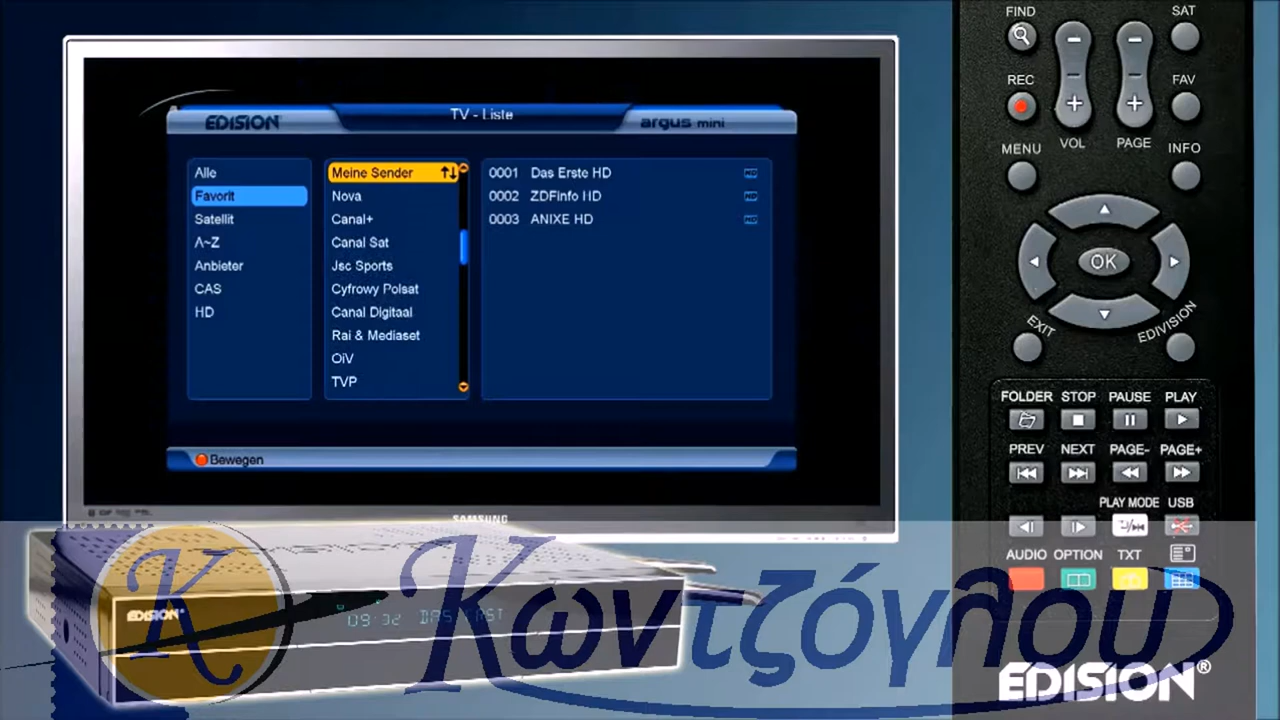 EDISION
TV - Liste
argus mini
Alle
Favorit
Satellit
A~Z
Anbieter
CAS
HD
Meine Sender
Nova
Canal+
Canal Sat
Jsc Sports
Cyfrowy Polsat
Canal Digitaal
Rai & Mediaset
OiV
TVP
0001 Das Erste HD
0002 ZDFinfo HD
0003 ANIXE HD
Bewegen
SAMSUNG
FIND
SAT
REC
FAV
MENU
VOL
PAGE
INFO
OK
EXIT
EDIVISION
FOLDER STOP PAUSE PLAY
PREV NEXT PAGE- PAGE+
PLAY MODE USB
AUDIO OPTION TXT
EDISION®
09:32
K
Κωντζόγλου
EDISION®